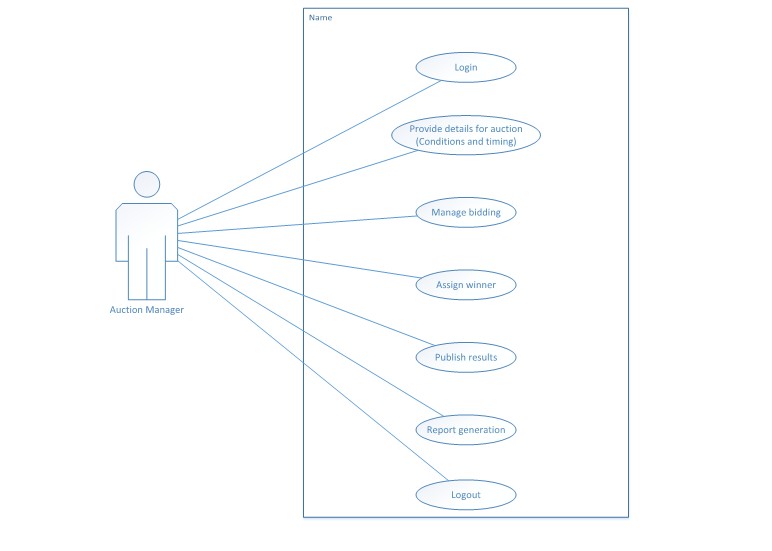 Name
Login
Provide details for auction
(Conditions and timing)
Manage bidding
Assign winner
Auction Manager
Publish results
Report generation
Logout